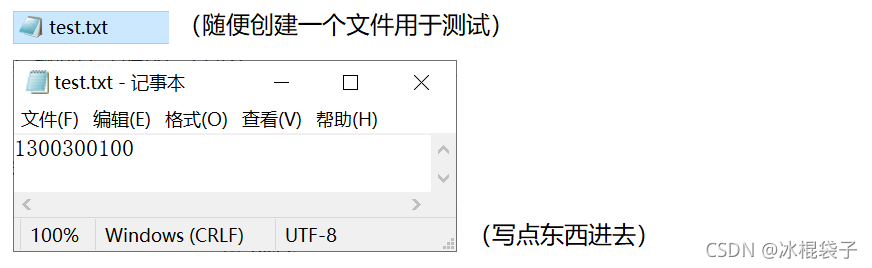 test.txt （随便创建一个文件用于测试）
test.txt - 记事本
文件(F) 编辑(E) 格式(O) 查看(V) 帮助(H)
1300300100
100% Windows (CRLF) UTF-8
（写点东西进去）
CSDN @冰棍袋子